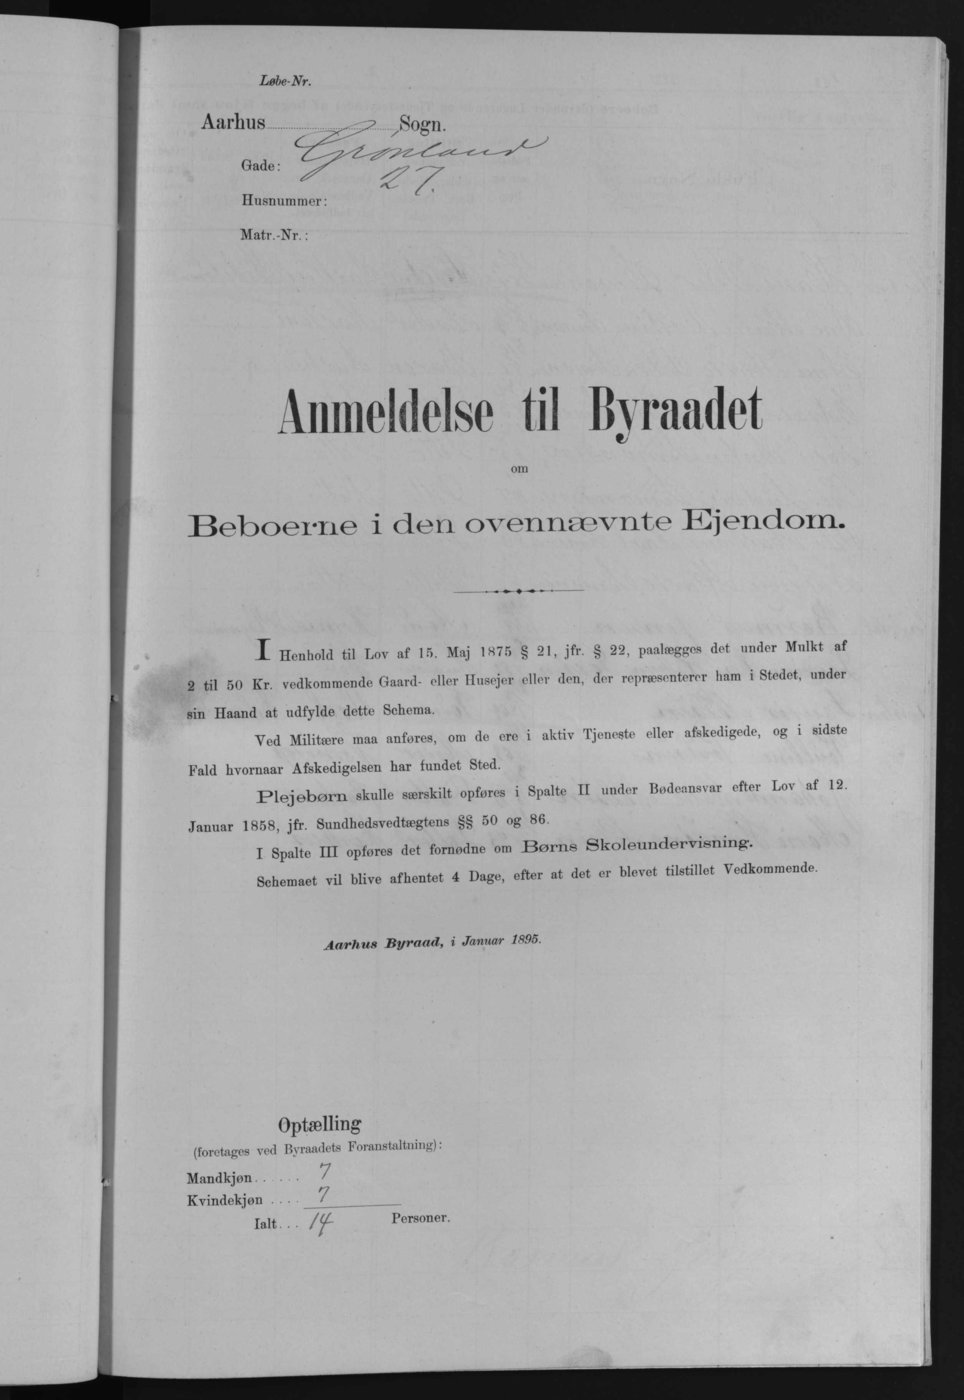 Løbe-Nr.
Aarhus Sogn.
Gade: Grønland
27.
Husnummer:
Matr.-Nr.:
Anmeldelse til Byraadet
om
Beboerne i den ovennævnte Ejendom.
I Henhold til Lov af 15. Maj 1875 § 21, jfr. § 22, paalægges det under Mulkt af
2 til 50 Kr. vedkommende Gaard- eller Husejer eller den, der repræsenterer ham i Stedet, under
sin Haand at udfylde dette Schema.
Ved Militære maa anføres, om de ere i aktiv Tjeneste eller afskedigede, og i sidste
Fald hvornaar Afskedigelsen har fundet Sted.
Plejebørn skulle særskilt opføres i Spalte II under Bødeansvar efter Lov af 12.
Januar 1858, jfr. Sundhedsvedtægtens §§ 50 og 86.
I Spalte III opføres det fornødne om Børns Skoleundervisning.
Schemaet vil blive afhentet 4 Dage, efter at det er blevet tilstillet Vedkommende.
Aarhus Byraad, i Januar 1895.
Optælling
(foretages ved Byraadets Foranstaltning):
Mandkjøn . . . . . . 7
Kvindekjøn . . . . 7
Ialt . . . 14 Personer.